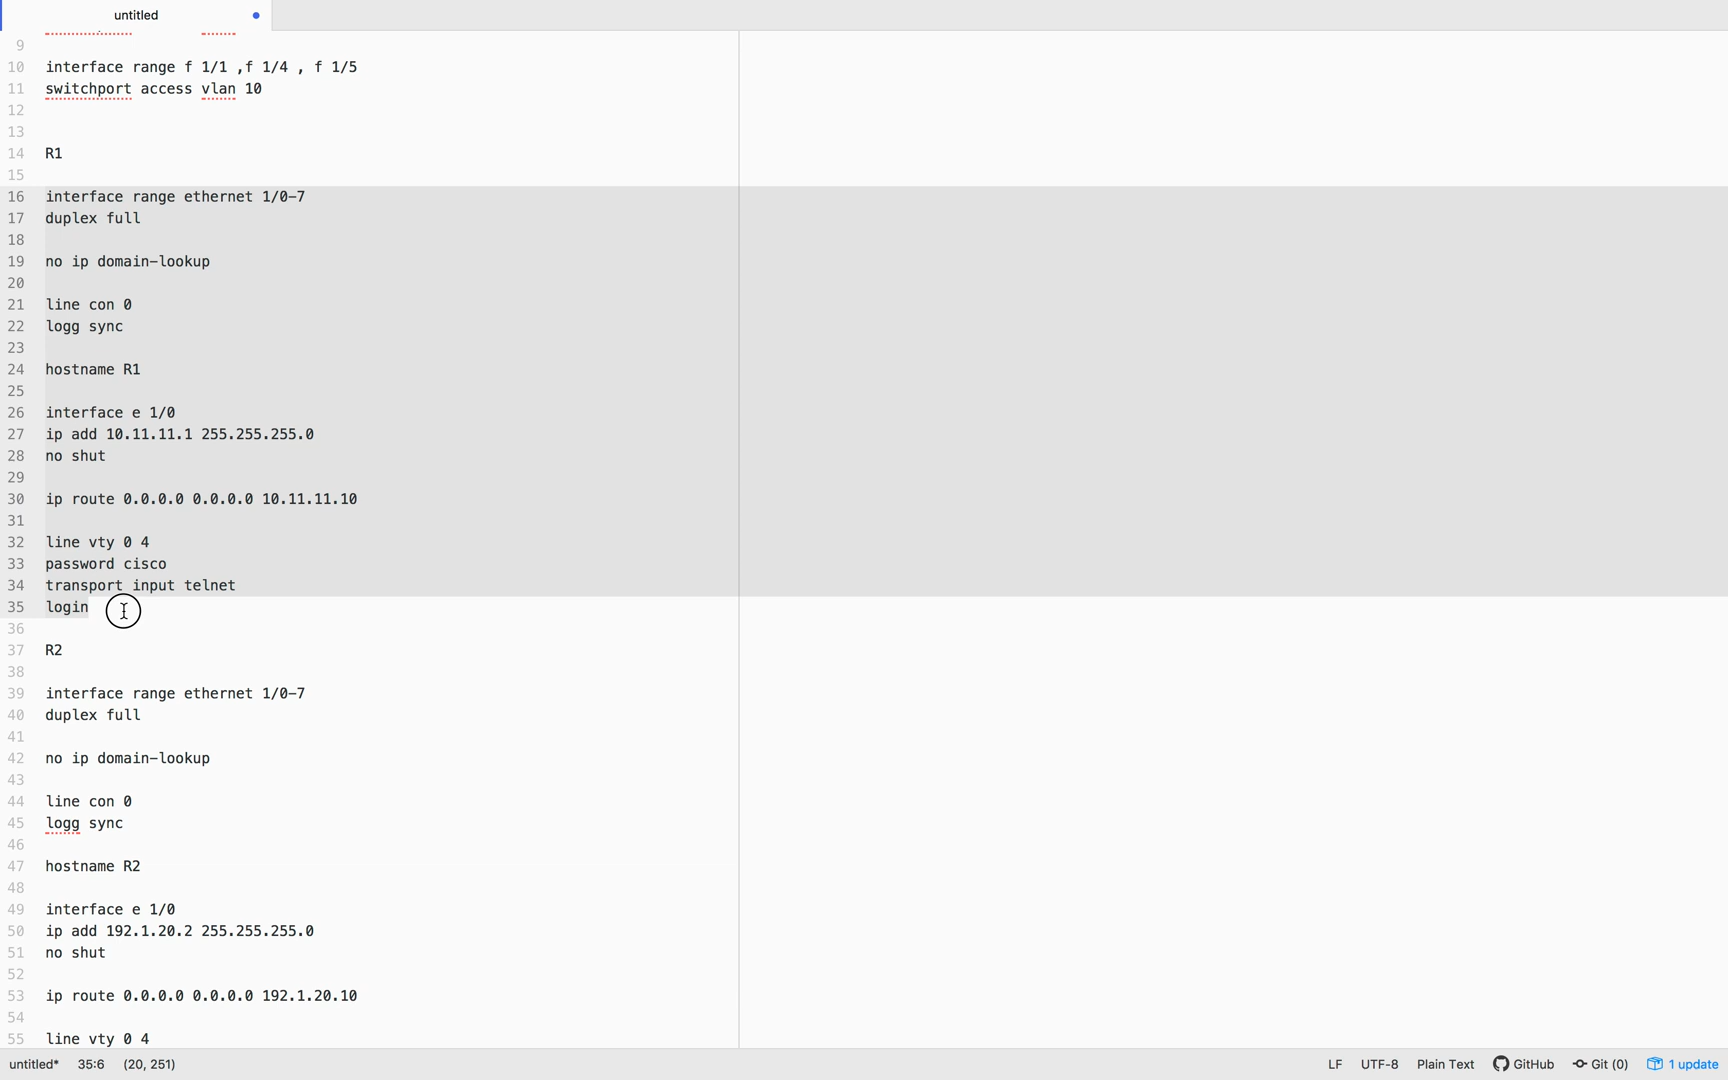 untitled
9
10 interface range f 1/1 ,f 1/4 , f 1/5
11 switchport access vlan 10
12
13
14 R1
15
16 interface range ethernet 1/0-7
17 duplex full
18
19 no ip domain-lookup
20
21 line con 0
22 logg sync
23
24 hostname R1
25
26 interface e 1/0
27 ip add 10.11.11.1 255.255.255.0
28 no shut
29
30 ip route 0.0.0.0 0.0.0.0 10.11.11.10
31
32 line vty 0 4
33 password cisco
34 transport input telnet
35 login
36
37 R2
38
39 interface range ethernet 1/0-7
40 duplex full
41
42 no ip domain-lookup
43
44 line con 0
45 logg sync
46
47 hostname R2
48
49 interface e 1/0
50 ip add 192.1.20.2 255.255.255.0
51 no shut
52
53 ip route 0.0.0.0 0.0.0.0 192.1.20.10
54
55 line vty 0 4
untitled* 35:6 (20, 251) LF UTF-8 Plain Text GitHub Git (0) 1 update